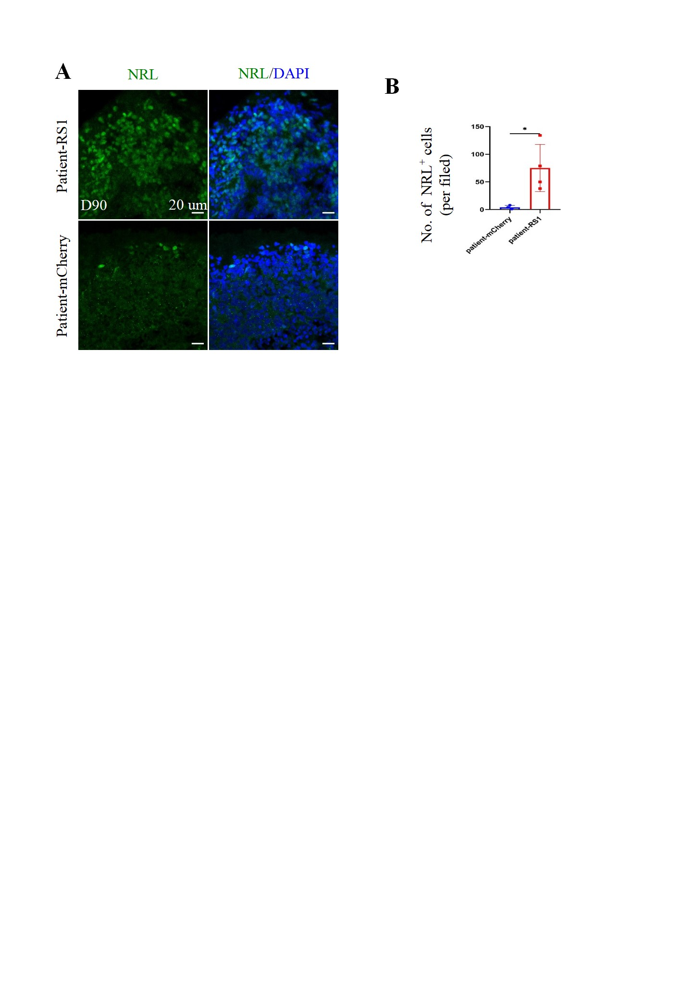 A
NRL
NRL/DAPI
Patient-RS1
D90
20 um
Patient-mCherry
B
No. of NRL⁺ cells
(per filed)
150
100
50
0
*
patient-mCherry
patient-RS1